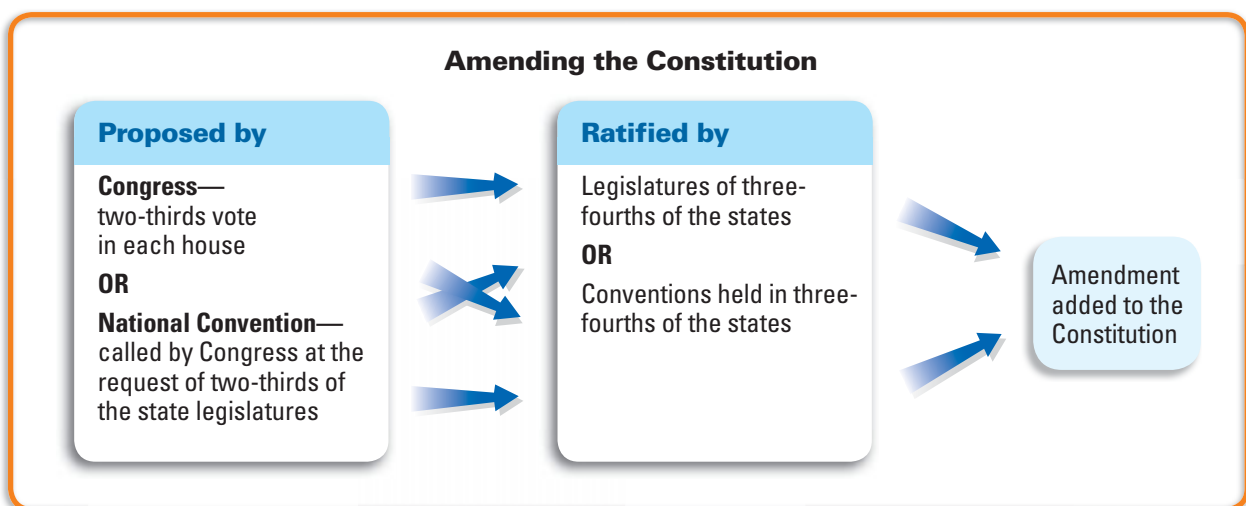 Amending the Constitution
Proposed by
Congress—
two-thirds vote
in each house
OR
National Convention—
called by Congress at the
request of two-thirds of
the state legislatures
Ratified by
Legislatures of three-
fourths of the states
OR
Conventions held in three-
fourths of the states
Amendment
added to the
Constitution